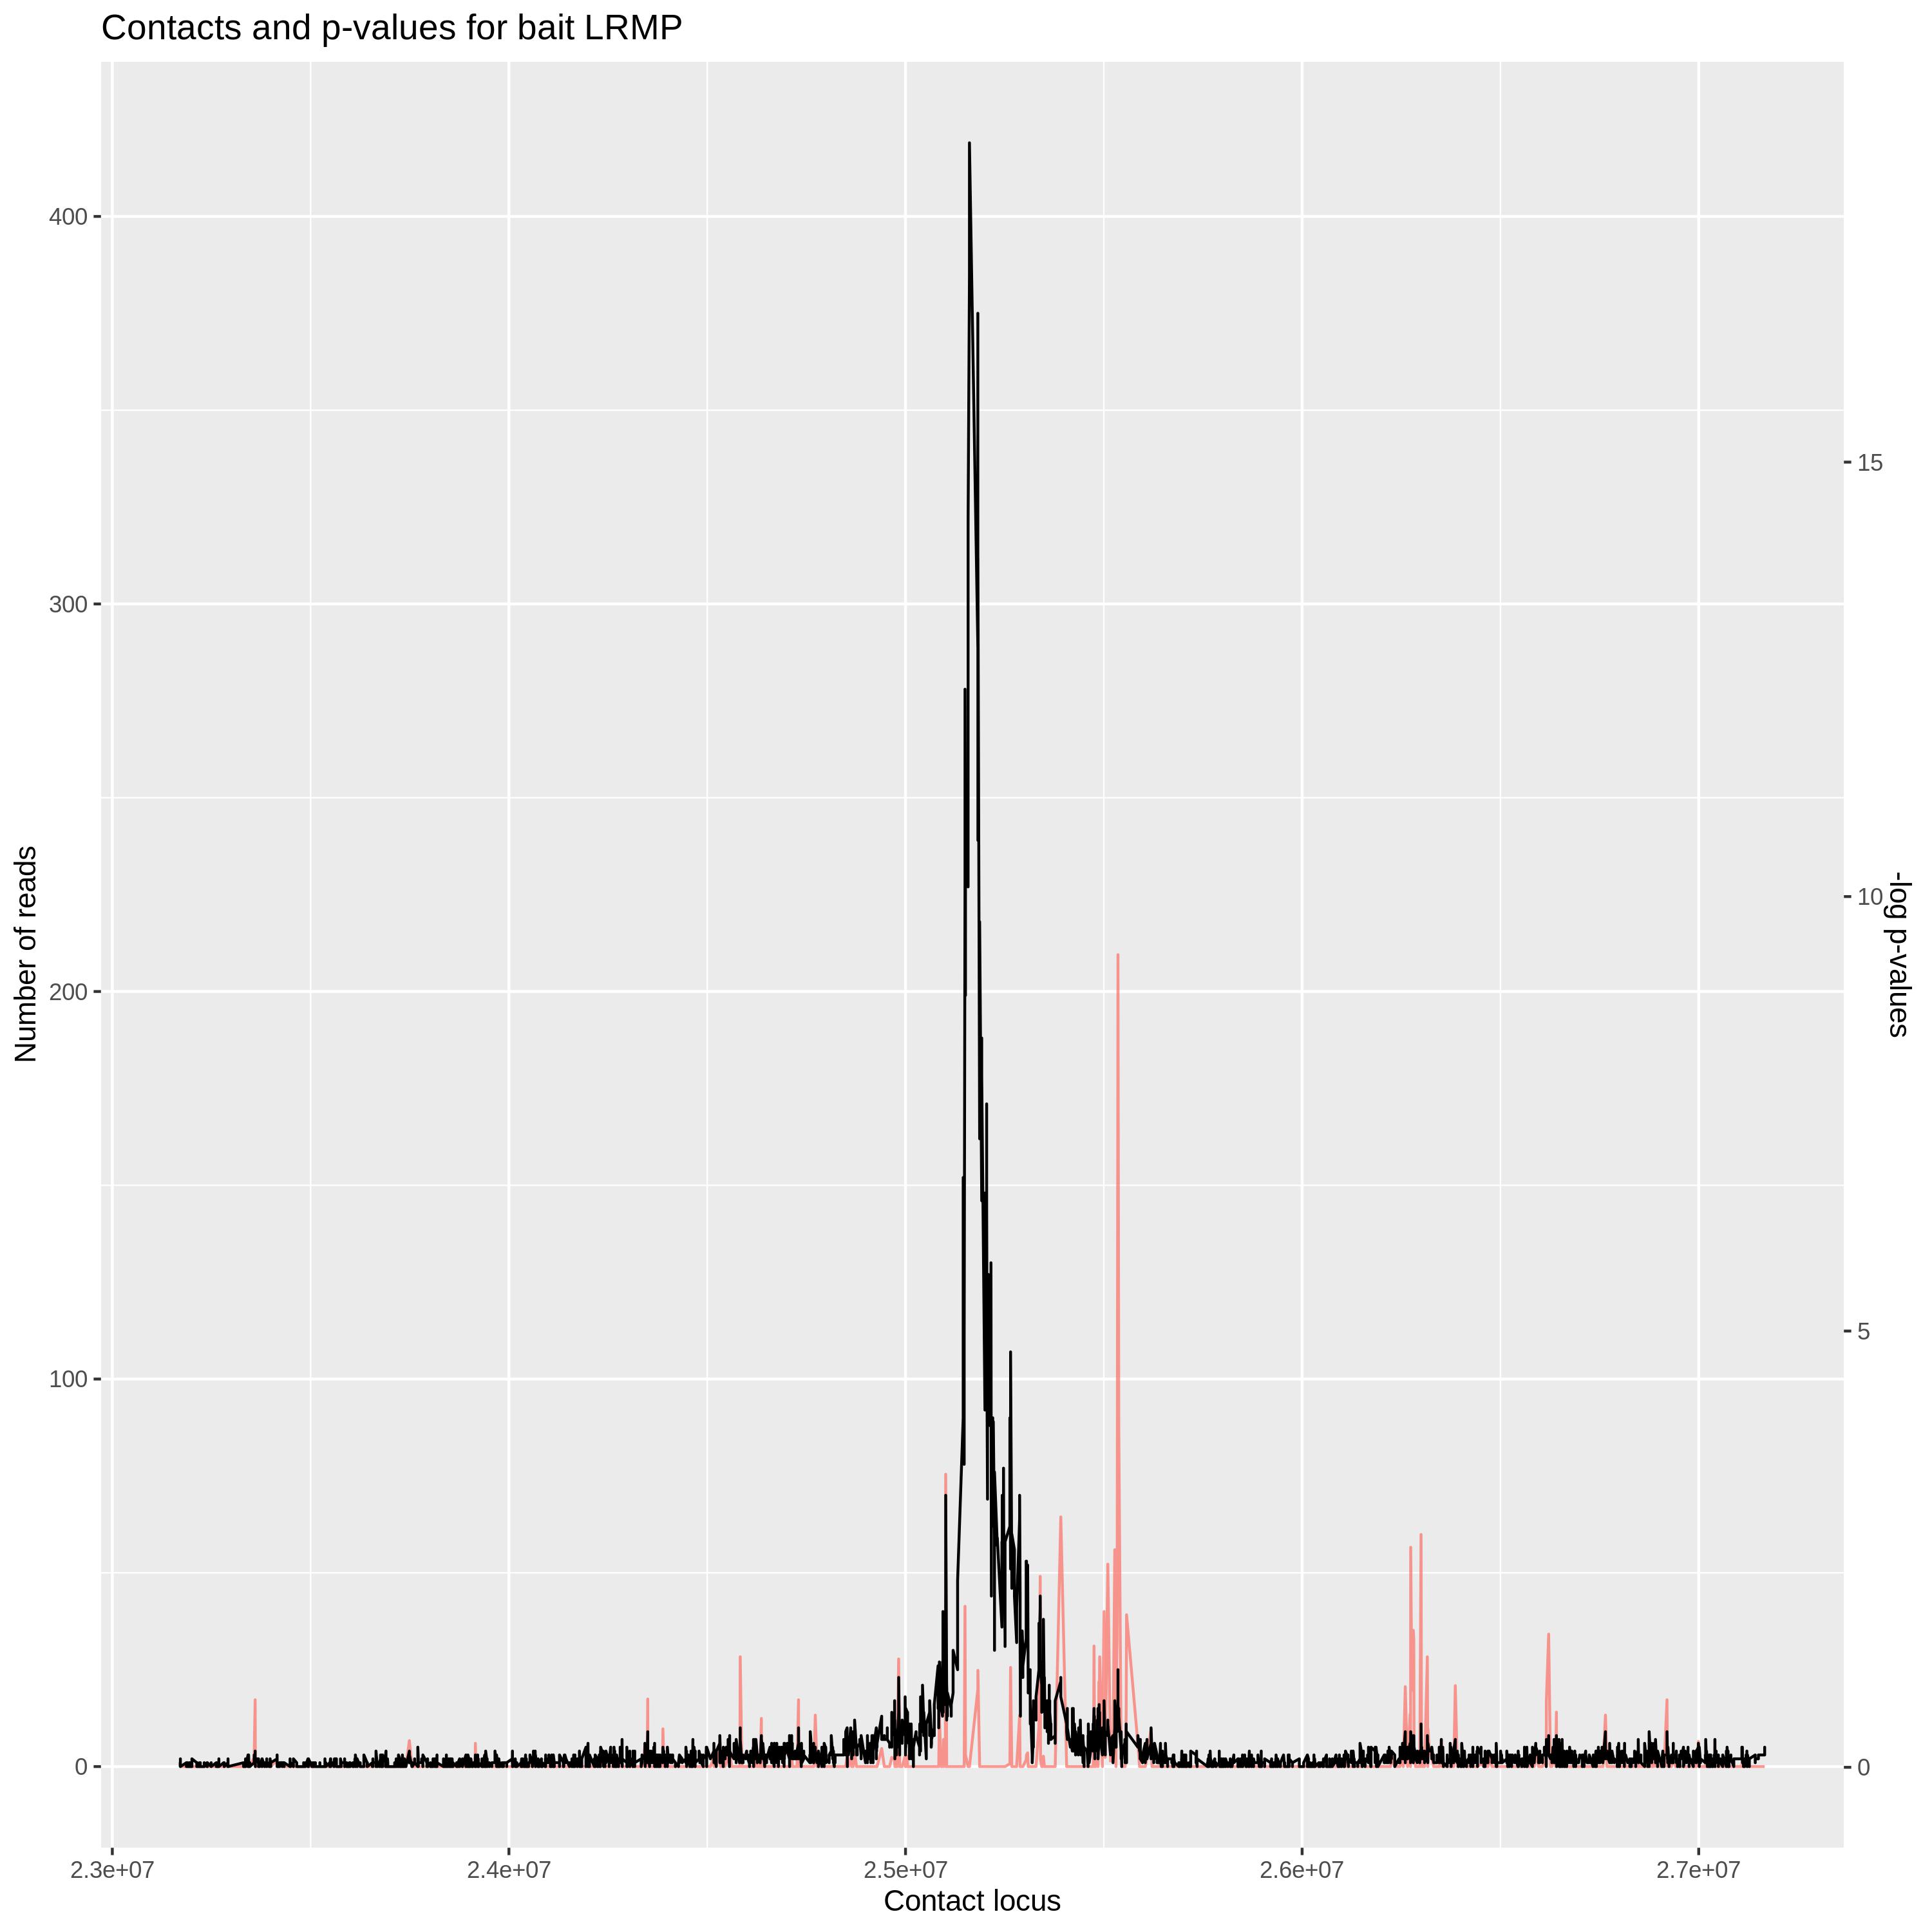 Contacts and p-values for bait LRMP
400
300
200
100
0
Number of reads
15
10
5
0
-log p-values
2.3e+07
2.4e+07
2.5e+07
2.6e+07
2.7e+07
Contact locus